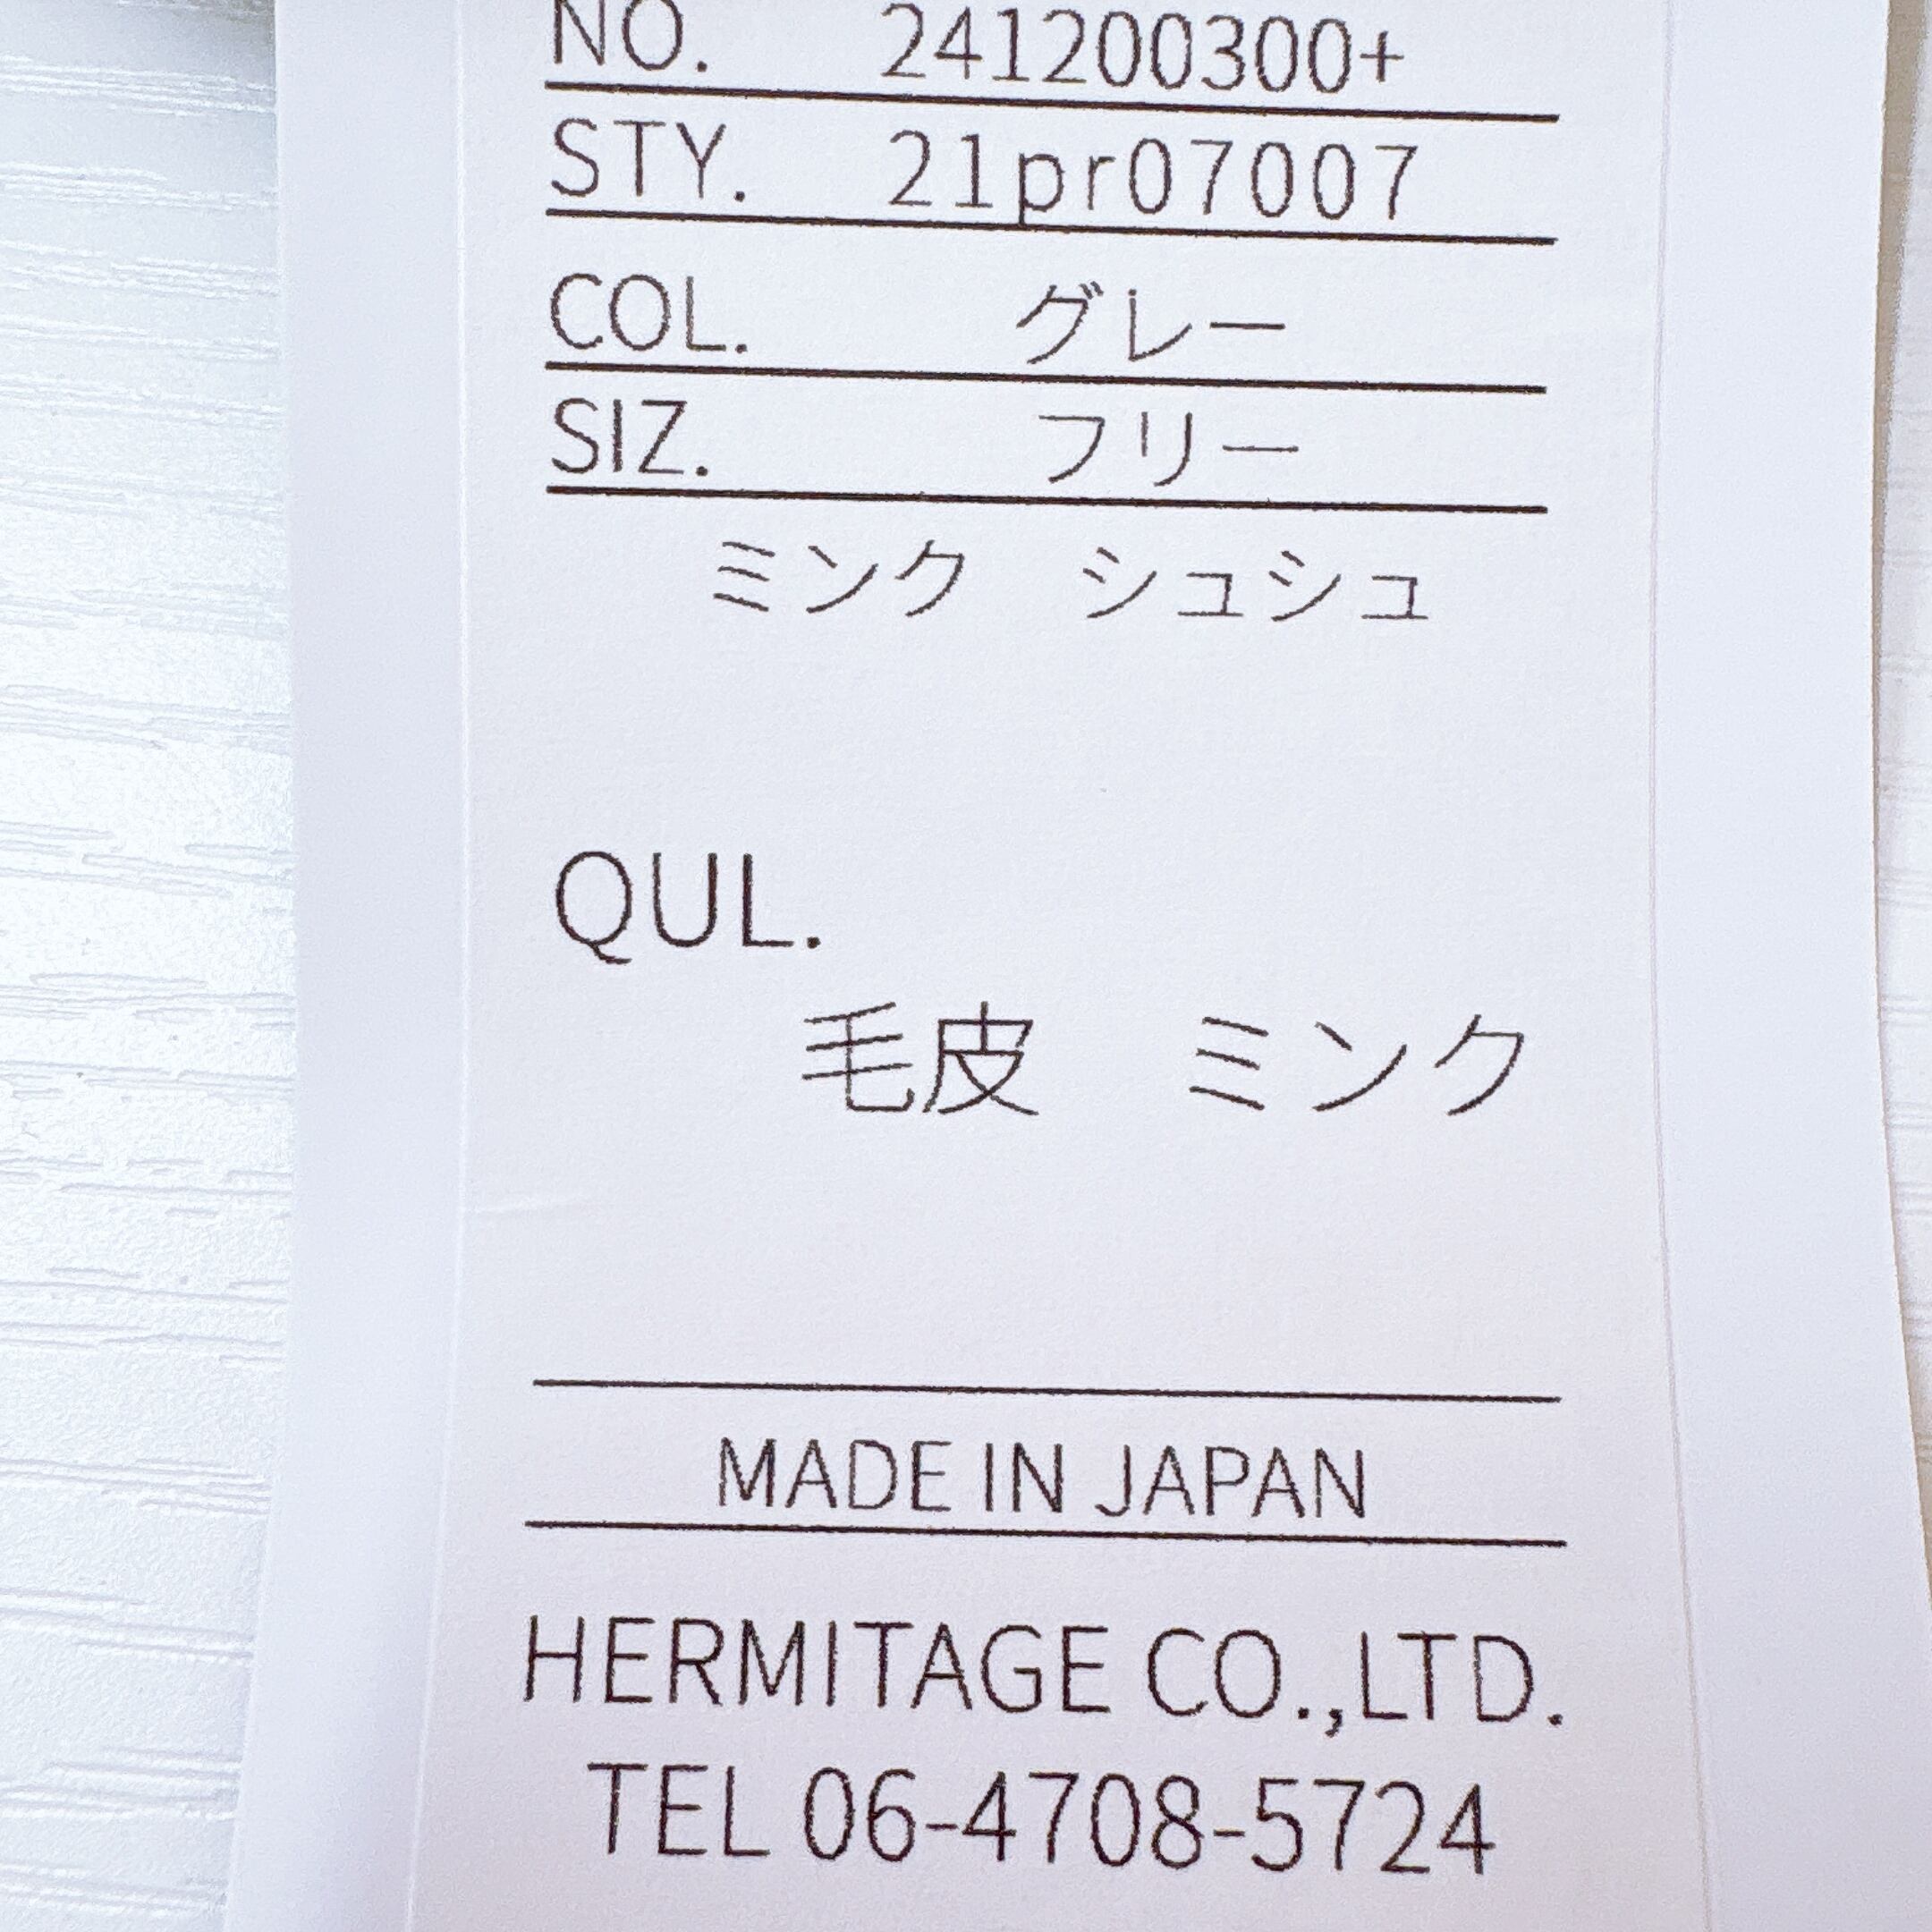 NO. 241200300+
STY. 21pr07007
COL. グレー
SIZ. フリー
ミンク　シュシュ
QUL.
毛皮　ミンク
MADE IN JAPAN
HERMITAGE CO.,LTD.
TEL 06-4708-5724